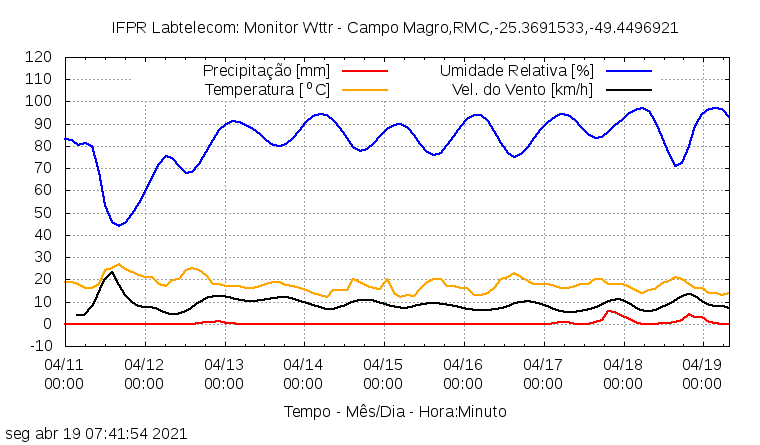 IFPR Labtelecom: Monitor Wttr - Campo Magro,RMC,-25.3691533,-49.4496921
120
110
100
90
80
70
60
50
40
30
20
10
0
-10
Precipitação [mm]
Temperatura [⁰C]
Umidade Relativa [%]
Vel. do Vento [km/h]
04/11 04/12 04/13 04/14 04/15 04/16 04/17 04/18 04/19
00:00 00:00 00:00 00:00 00:00 00:00 00:00 00:00 00:00
Tempo - Mês/Dia - Hora:Minuto
seg abr 19 07:41:54 2021